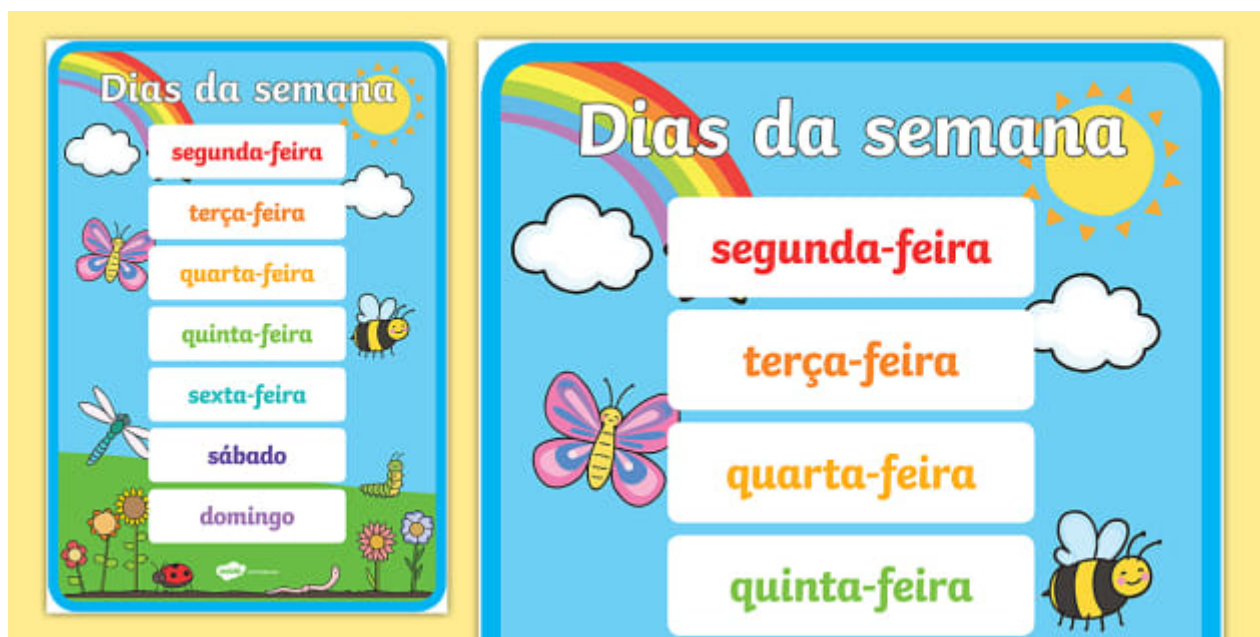 Dias da semana
segunda-feira
terça-feira
quarta-feira
quinta-feira
sexta-feira
sábado
domingo
Dias da semana
segunda-feira
terça-feira
quarta-feira
quinta-feira